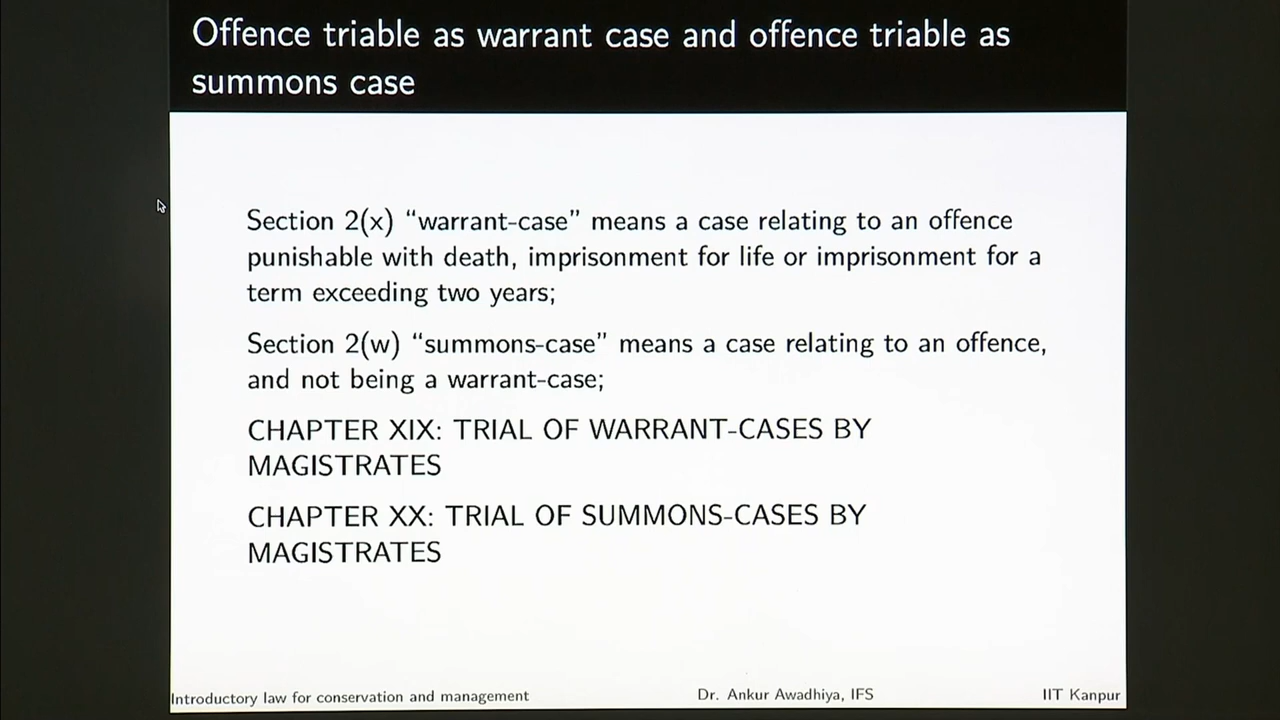 Offence triable as warrant case and offence triable as
summons case
Section 2(x) “warrant-case” means a case relating to an offence
punishable with death, imprisonment for life or imprisonment for a
term exceeding two years;
Section 2(w) “summons-case” means a case relating to an offence,
and not being a warrant-case;
CHAPTER XIX: TRIAL OF WARRANT-CASES BY
MAGISTRATES
CHAPTER XX: TRIAL OF SUMMONS-CASES BY
MAGISTRATES
Introductory law for conservation and management Dr. Ankur Awadhiya, IFS IIT Kanpur